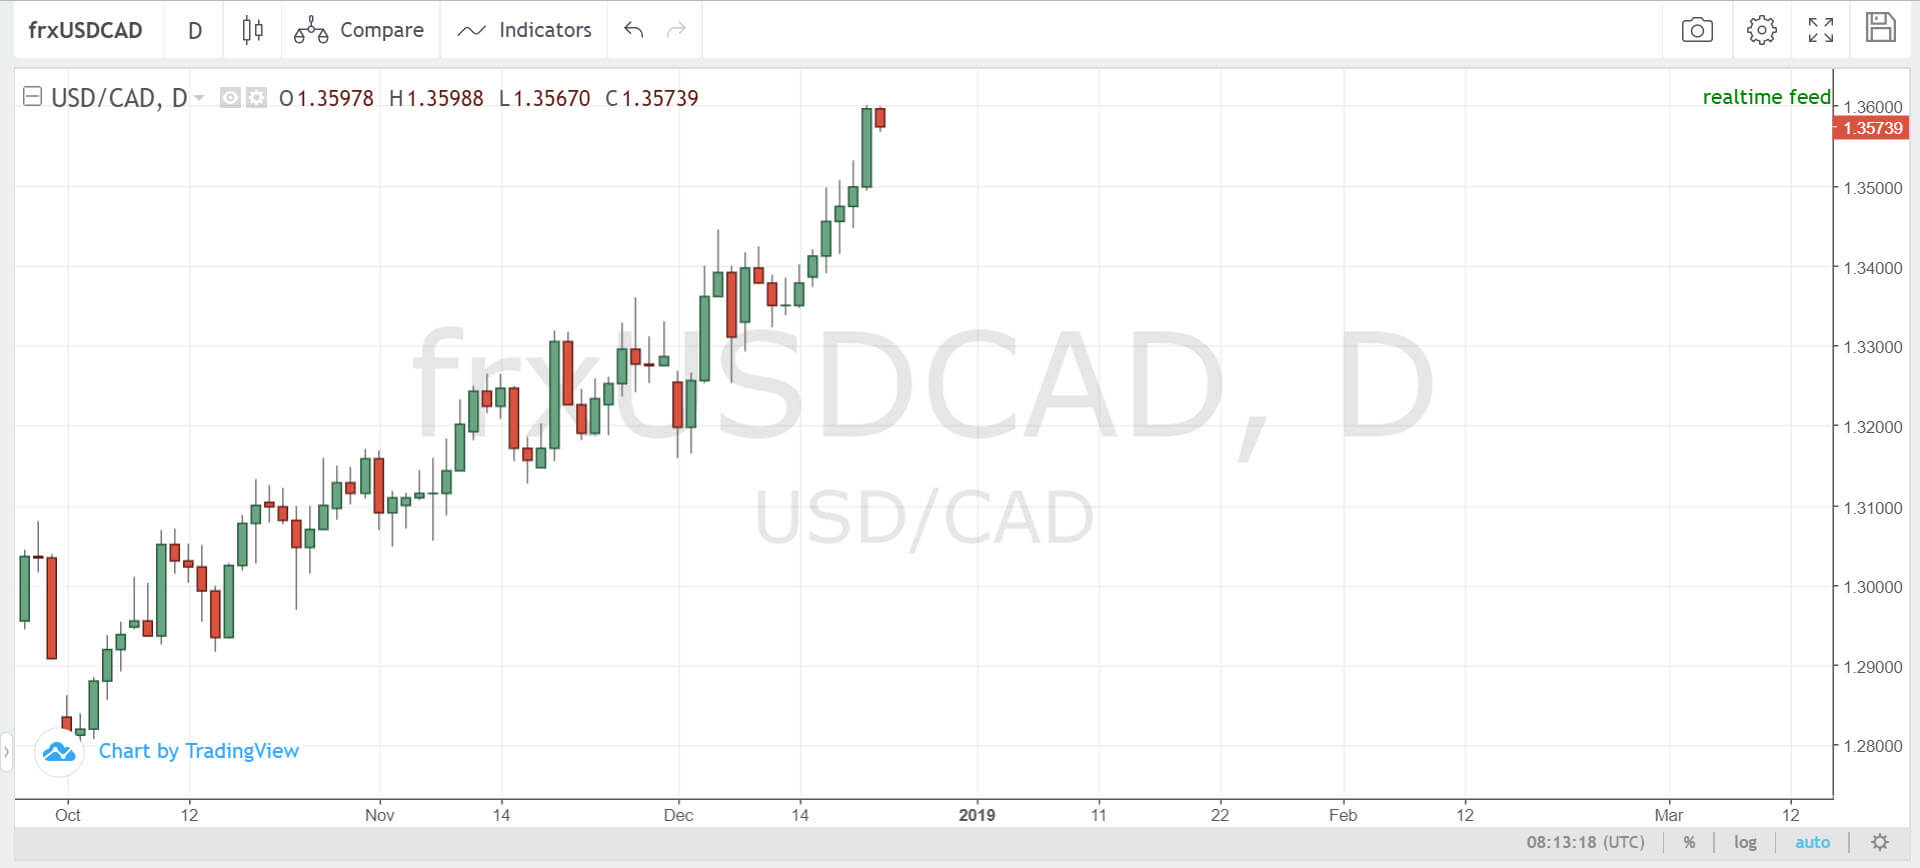 frxUSDCAD D Compare Indicators
USD/CAD, D O1.35978 H1.35988 L1.35670 C1.35739
realtime feed
1.36000
1.35739
1.35000
1.34000
1.33000
1.32000
1.31000
1.30000
1.29000
1.28000
frxUSDCAD, D
USD/CAD
Chart by TradingView
Oct 12 Nov 14 Dec 14 2019 11 22 Feb 12 Mar 12
08:13:18 (UTC) % log auto